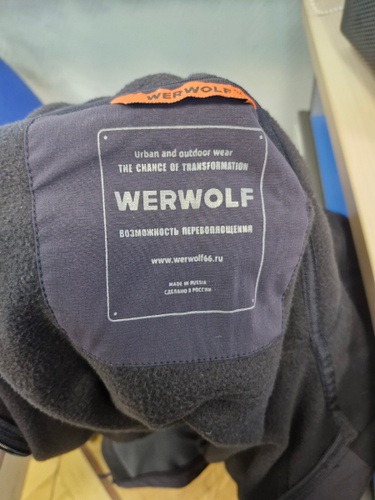 WERWOLF
Urban and outdoor wear
THE CHANCE OF TRANSFORMATION
WERWOLF
ВОЗМОЖНОСТЬ ПЕРЕВОПЛОЩЕНИЯ
www.werwolf66.ru
MADE IN RUSSIA
СДЕЛАНО В РОССИИ